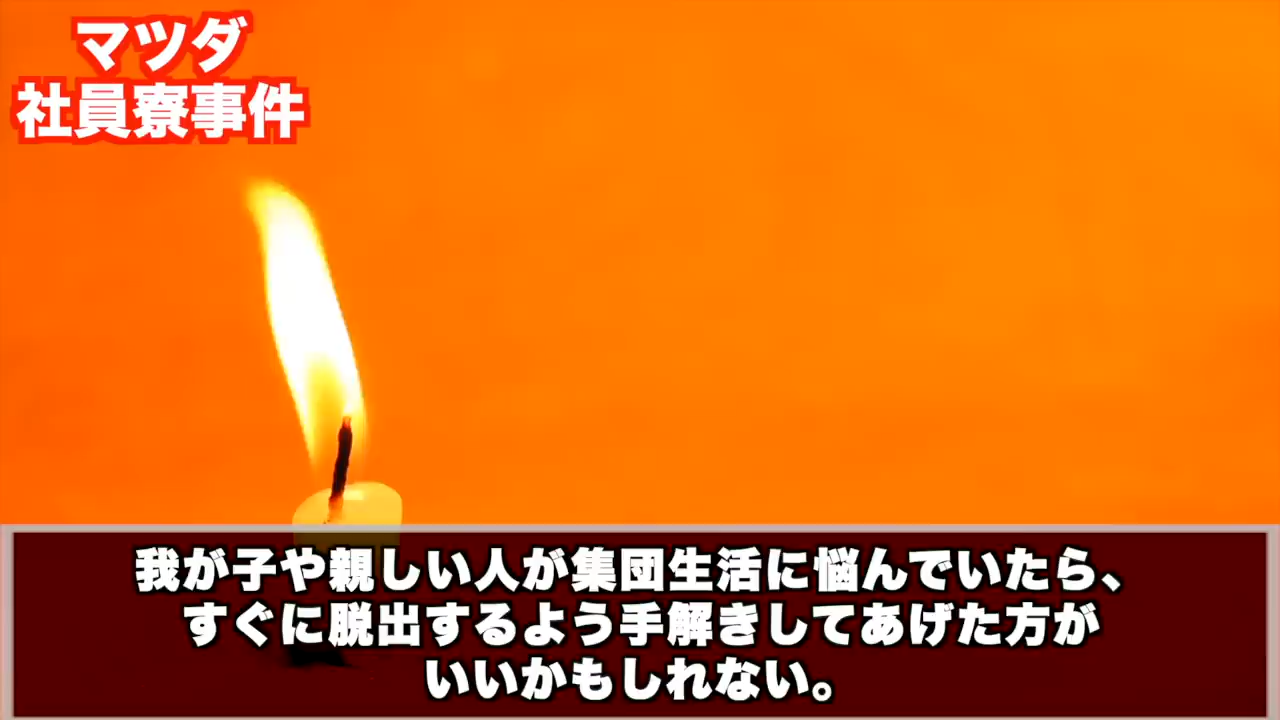 マツダ
社員寮事件
我が子や親しい人が集団生活に悩んでいたら、
すぐに脱出するよう手解きしてあげた方が
いいかもしれない。